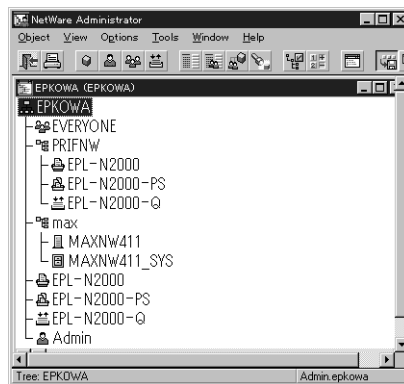 NetWare Administrator
Object View Options Tools Window Help
EPKOWA (EPKOWA)
EPKOWA
EVERYONE
PRIFNW
EPL-N2000
EPL-N2000-PS
EPL-N2000-Q
max
MAXNW411
MAXNW411_SYS
EPL-N2000
EPL-N2000-PS
EPL-N2000-Q
Admin
Tree: EPKOWA Admin.epkowa